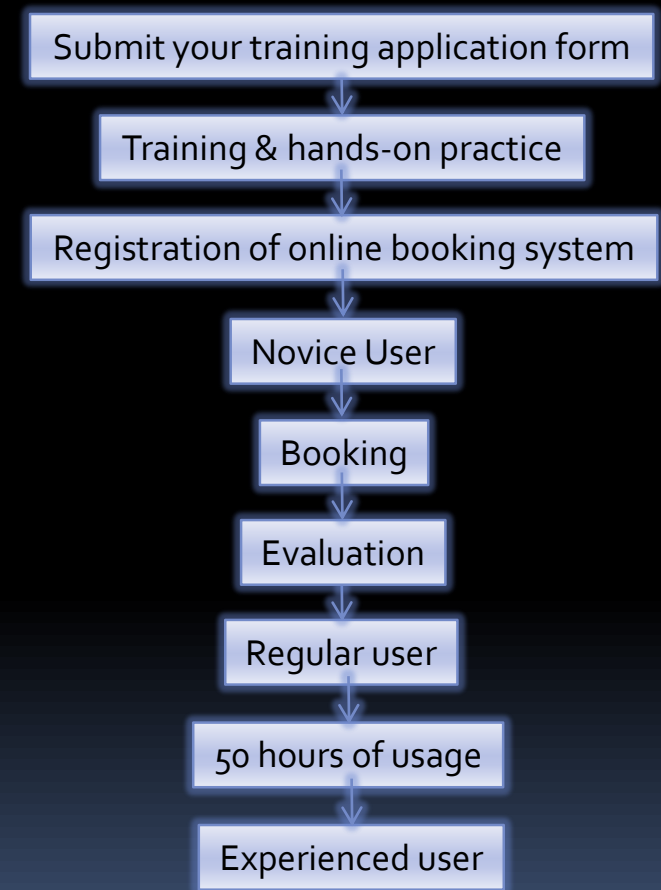 Submit your training application form
Training & hands-on practice
Registration of online booking system
Novice User
Booking
Evaluation
Regular user
50 hours of usage
Experienced user